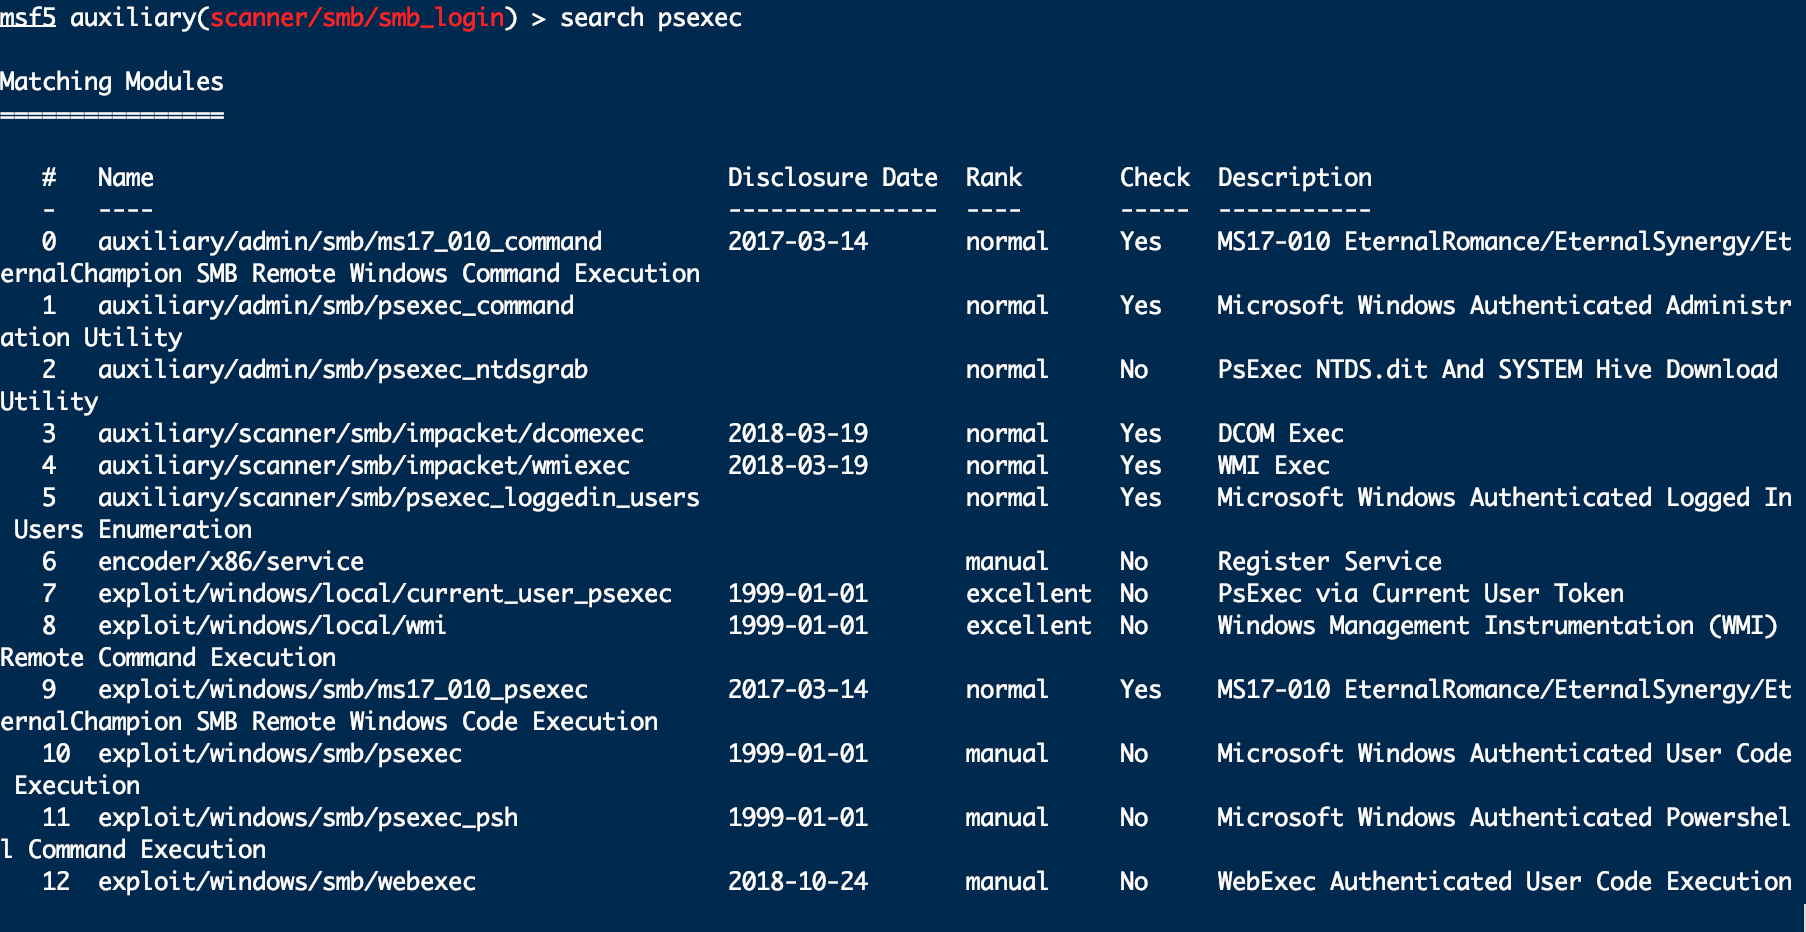 msf5 auxiliary(scanner/smb/smb_login) > search psexec
Matching Modules
================
#  Name                                         Disclosure Date  Rank       Check  Description
-  ----                                         ---------------  ----       -----  -----------
0  auxiliary/admin/smb/ms17_010_command         2017-03-14       normal     Yes    MS17-010 EternalRomance/EternalSynergy/Et
ernalChampion SMB Remote Windows Command Execution
1  auxiliary/admin/smb/psexec_command                            normal     Yes    Microsoft Windows Authenticated Administr
ation Utility
2  auxiliary/admin/smb/psexec_ntdsgrab                           normal     No     PsExec NTDS.dit And SYSTEM Hive Download
Utility
3  auxiliary/scanner/smb/impacket/dcomexec      2018-03-19       normal     Yes    DCOM Exec
4  auxiliary/scanner/smb/impacket/wmiexec       2018-03-19       normal     Yes    WMI Exec
5  auxiliary/scanner/smb/psexec_loggedin_users                   normal     Yes    Microsoft Windows Authenticated Logged In
Users Enumeration
6  encoder/x86/service                                           manual     No     Register Service
7  exploit/windows/local/current_user_psexec    1999-01-01       excellent  No     PsExec via Current User Token
8  exploit/windows/local/wmi                    1999-01-01       excellent  No     Windows Management Instrumentation (WMI)
Remote Command Execution
9  exploit/windows/smb/ms17_010_psexec          2017-03-14       normal     Yes    MS17-010 EternalRomance/EternalSynergy/Et
ernalChampion SMB Remote Windows Code Execution
10  exploit/windows/smb/psexec                  1999-01-01       manual     No     Microsoft Windows Authenticated User Code
Execution
11  exploit/windows/smb/psexec_psh              1999-01-01       manual     No     Microsoft Windows Authenticated Powershel
l Command Execution
12  exploit/windows/smb/webexec                 2018-10-24       manual     No     WebExec Authenticated User Code Execution